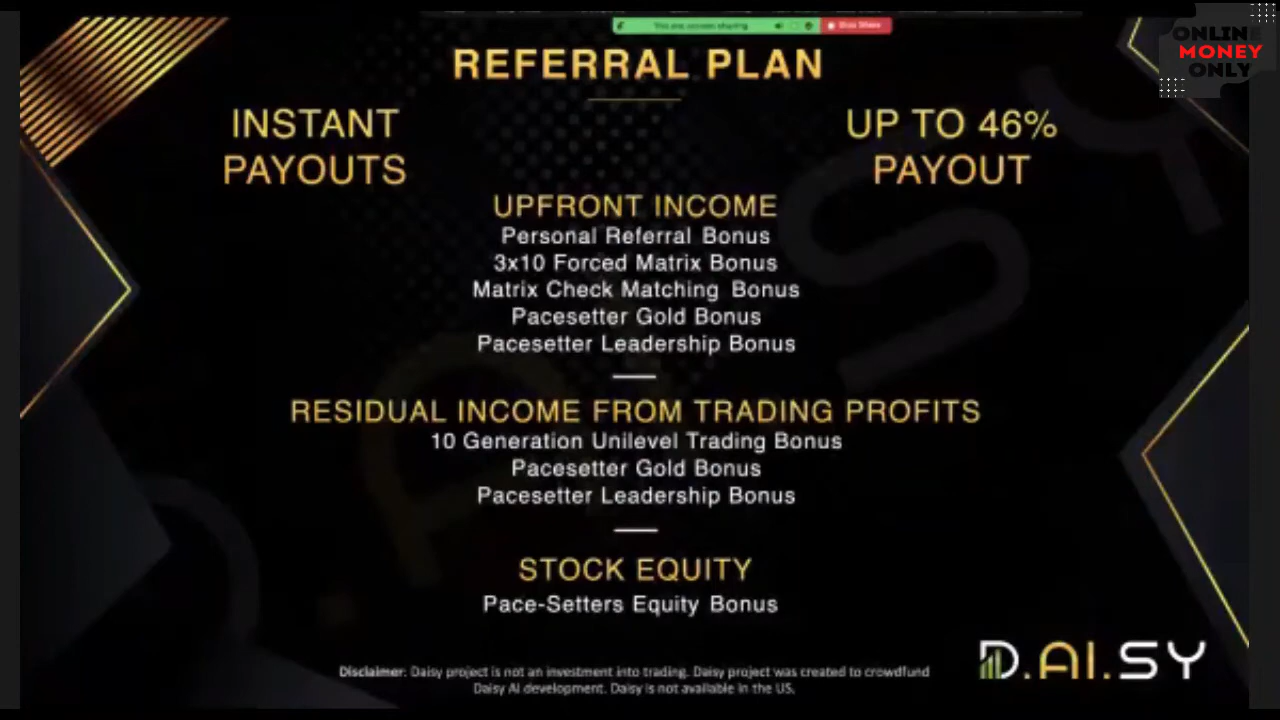 ONLINE
MONEY
ONLY
REFERRAL PLAN
INSTANT
PAYOUTS
UP TO 46%
PAYOUT
UPFRONT INCOME
Personal Referral Bonus
3x10 Forced Matrix Bonus
Matrix Check Matching Bonus
Pacesetter Gold Bonus
Pacesetter Leadership Bonus
RESIDUAL INCOME FROM TRADING PROFITS
10 Generation Unilevel Trading Bonus
Pacesetter Gold Bonus
Pacesetter Leadership Bonus
STOCK EQUITY
Pace-Setters Equity Bonus
Disclaimer: Daisy project is not an investment into trading. Daisy project was created to crowdfund
Daisy AI development. Daisy is not available in the US.
D.AI.SY